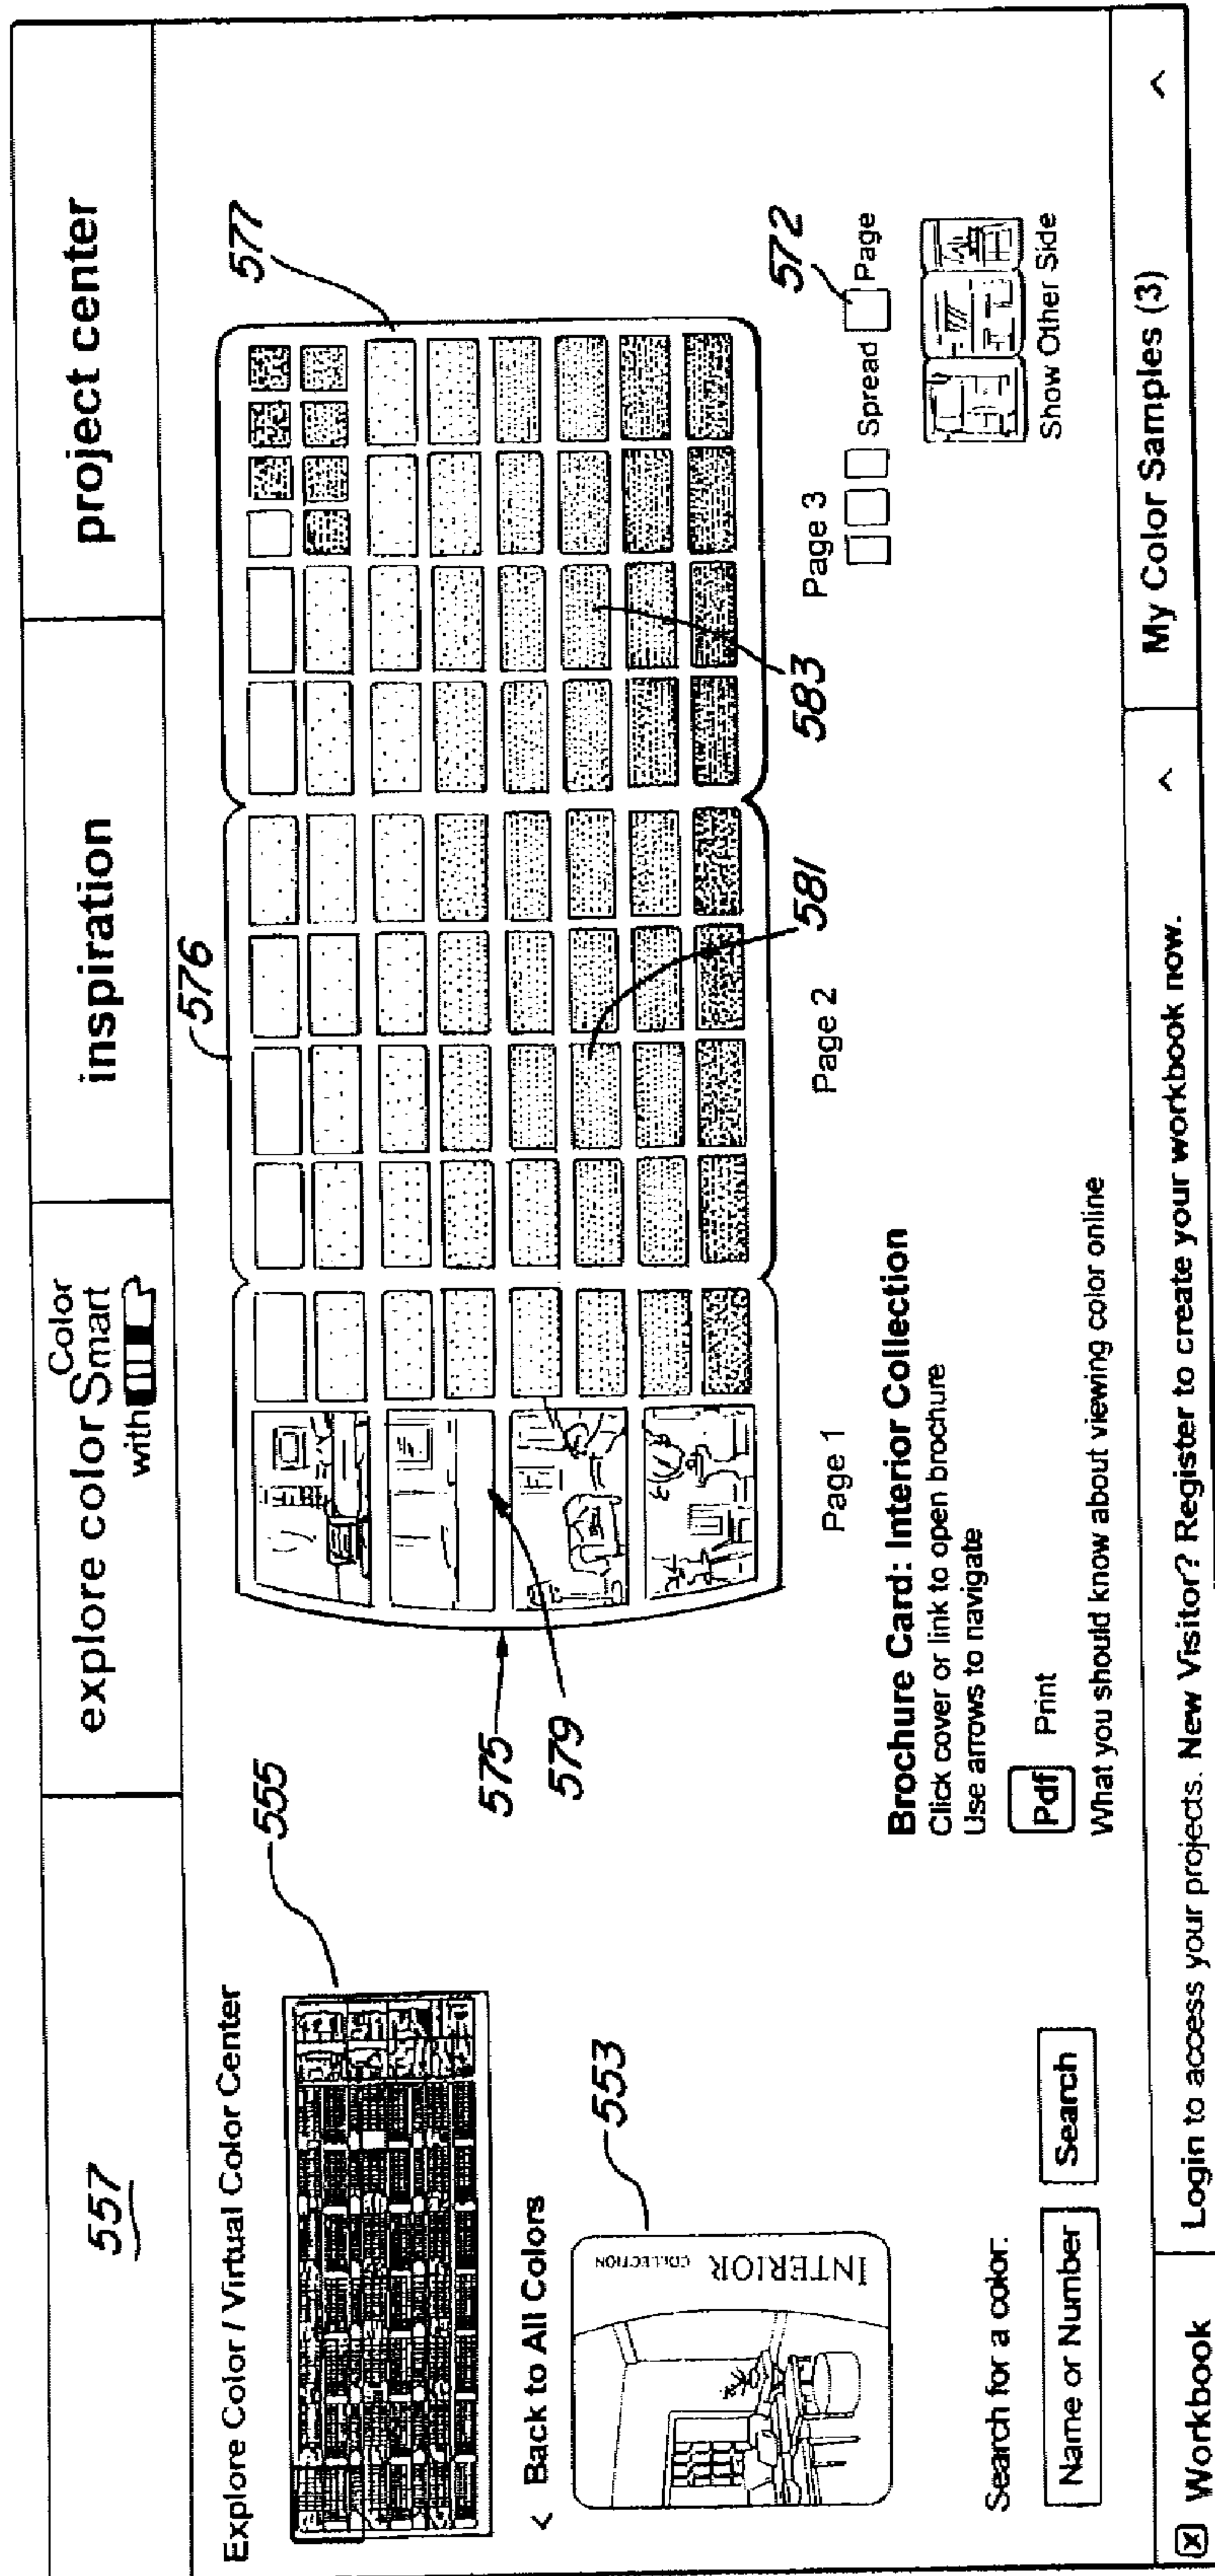 557
explore color
Color
Smart
with
inspiration
project center
Explore Color / Virtual Color Center
555
576
577
< Back to All Colors
553
INTERIOR COLLECTION
575
579
581
583
Page 1
Page 2
Page 3
572
Spread
Page
Show Other Side
Brochure Card: Interior Collection
Click cover or link to open brochure
Use arrows to navigate
Pdf
Print
What you should know about viewing color online
Search for a color:
Name or Number
Search
x Workbook
Login to access your projects. New Visitor? Register to create your workbook now.
^
My Color Samples (3)
^